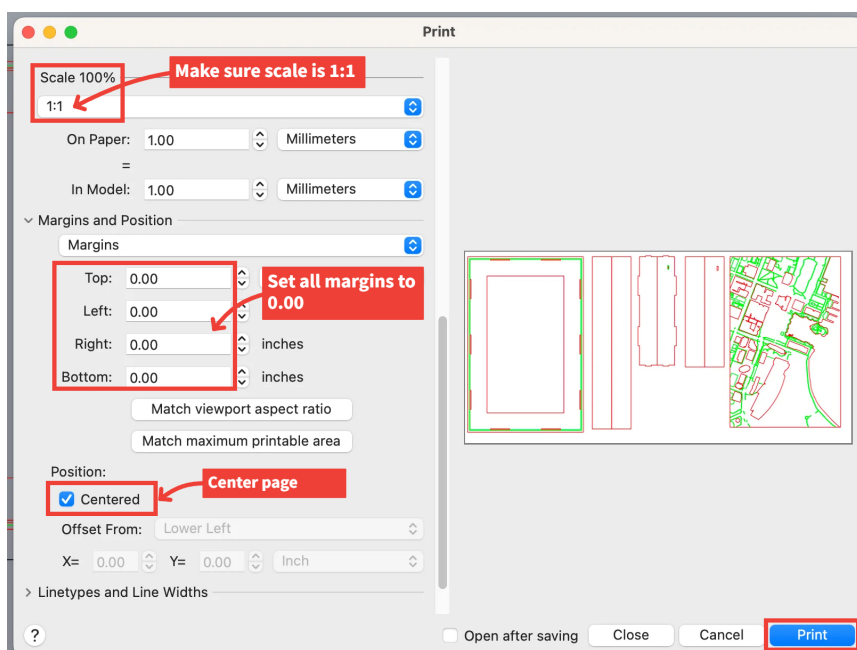 Print
Scale 100%
Make sure scale is 1:1
1:1
On Paper: 1.00 Millimeters
=
In Model: 1.00 Millimeters
Margins and Position
Margins
Top: 0.00
Set all margins to
0.00
Left: 0.00
Right: 0.00 inches
Bottom: 0.00 inches
Match viewport aspect ratio
Match maximum printable area
Position:
Center page
Centered
Offset From: Lower Left
X= 0.00 Y= 0.00 Inch
Linetypes and Line Widths
? Open after saving Close Cancel Print